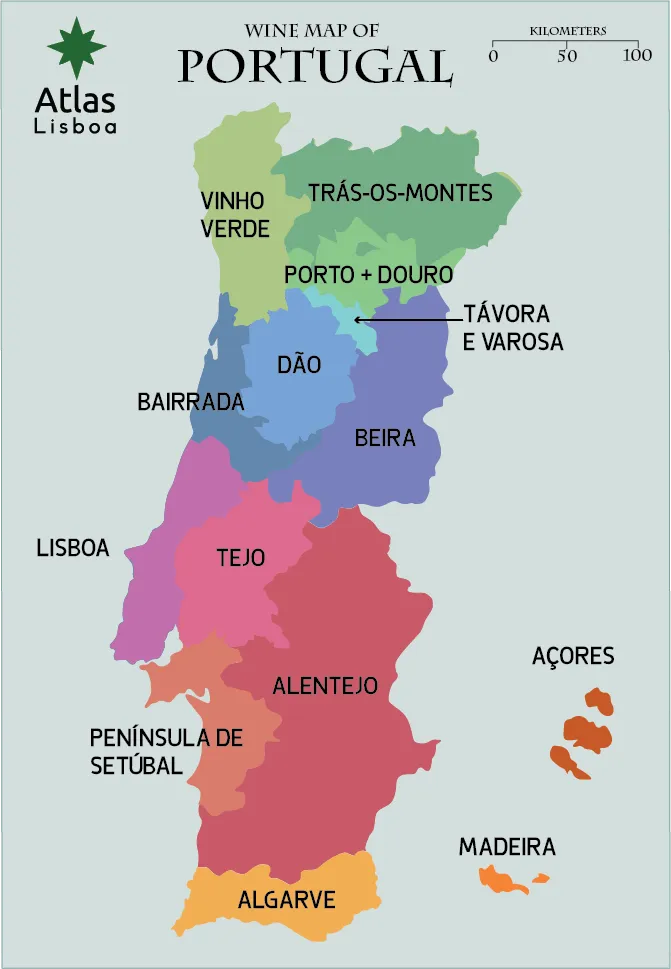 WINE MAP OF
PORTUGAL
KILOMETERS
0 50 100
Atlas
Lisboa
VINHO
VERDE
TRÁS-OS-MONTES
PORTO + DOURO
TÁVORA
E VAROSA
DÃO
BAIRRADA
BEIRA
LISBOA
TEJO
AÇORES
ALENTEJO
PENÍNSULA DE
SETÚBAL
MADEIRA
ALGARVE